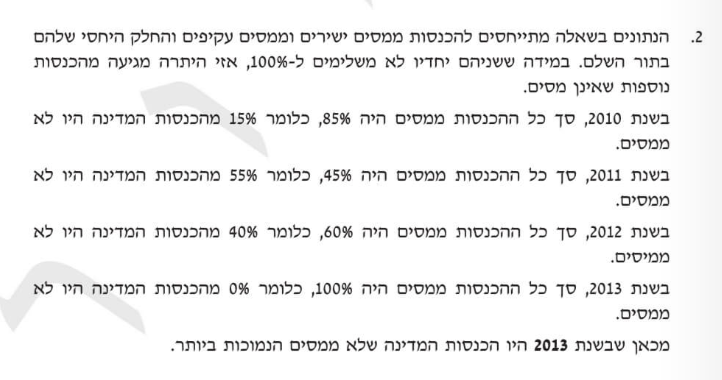 2. הנתונים בשאלה מתייחסים להכנסות ממסים ישירים וממסים עקיפים והחלק היחסי שלהם
בתור השלם. במידה ששניהם יחדיו לא משלימים ל-100%, אזי היתרה מגיעה מהכנסות
נוספות שאינן מסים.
בשנת 2010, סך כל ההכנסות ממסים היה 85%, כלומר 15% מהכנסות המדינה היו לא
ממסים.
בשנת 2011, סך כל ההכנסות ממסים היה 45%, כלומר 55% מהכנסות המדינה היו לא
ממסים.
בשנת 2012, סך כל ההכנסות ממסים היה 60%, כלומר 40% מהכנסות המדינה היו לא
ממיסים.
בשנת 2013, סך כל ההכנסות ממסים היה 100%, כלומר 0% מהכנסות המדינה היו לא
ממסים.
מכאן שבשנת 2013 היו הכנסות המדינה שלא ממסים הנמוכות ביותר.